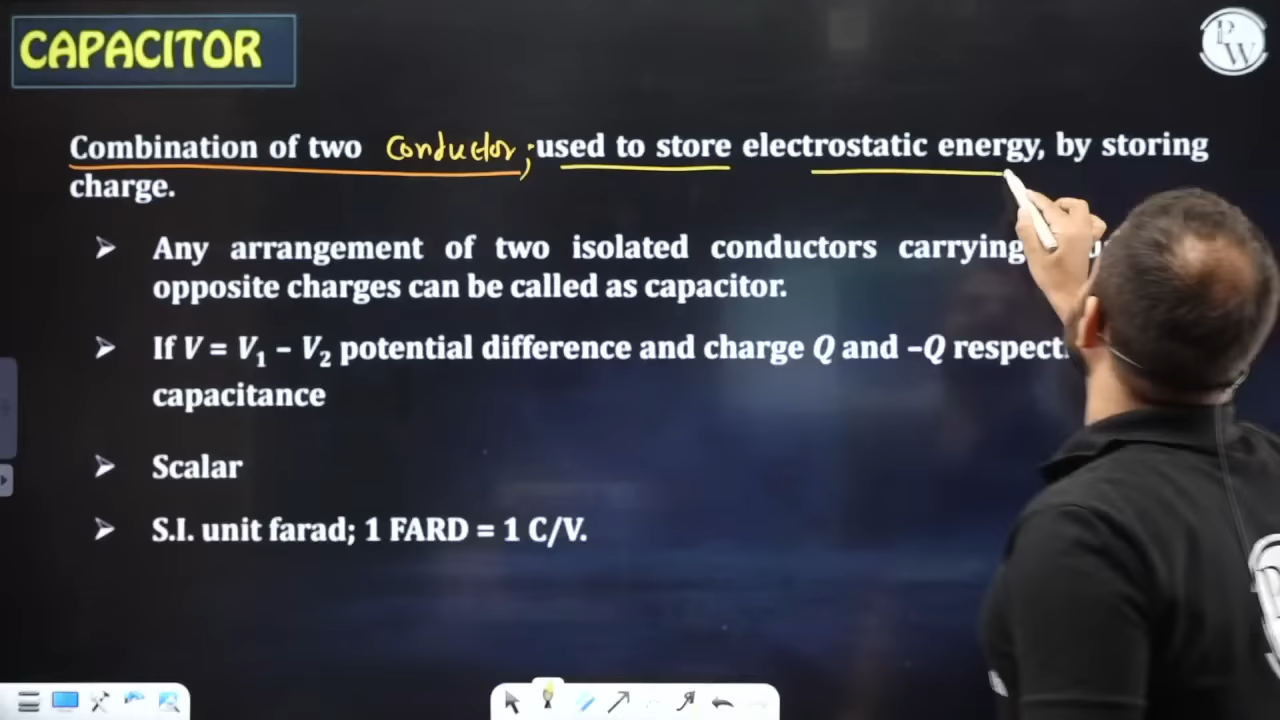 CAPACITOR
PW
Combination of two Conductor, used to store electrostatic energy, by storing
charge.
➤ Any arrangement of two isolated conductors carrying
opposite charges can be called as capacitor.
➤ If V = V₁ – V₂ potential difference and charge Q and –Q
capacitance
➤ Scalar
➤ S.I. unit farad; 1 FARD = 1 C/V.